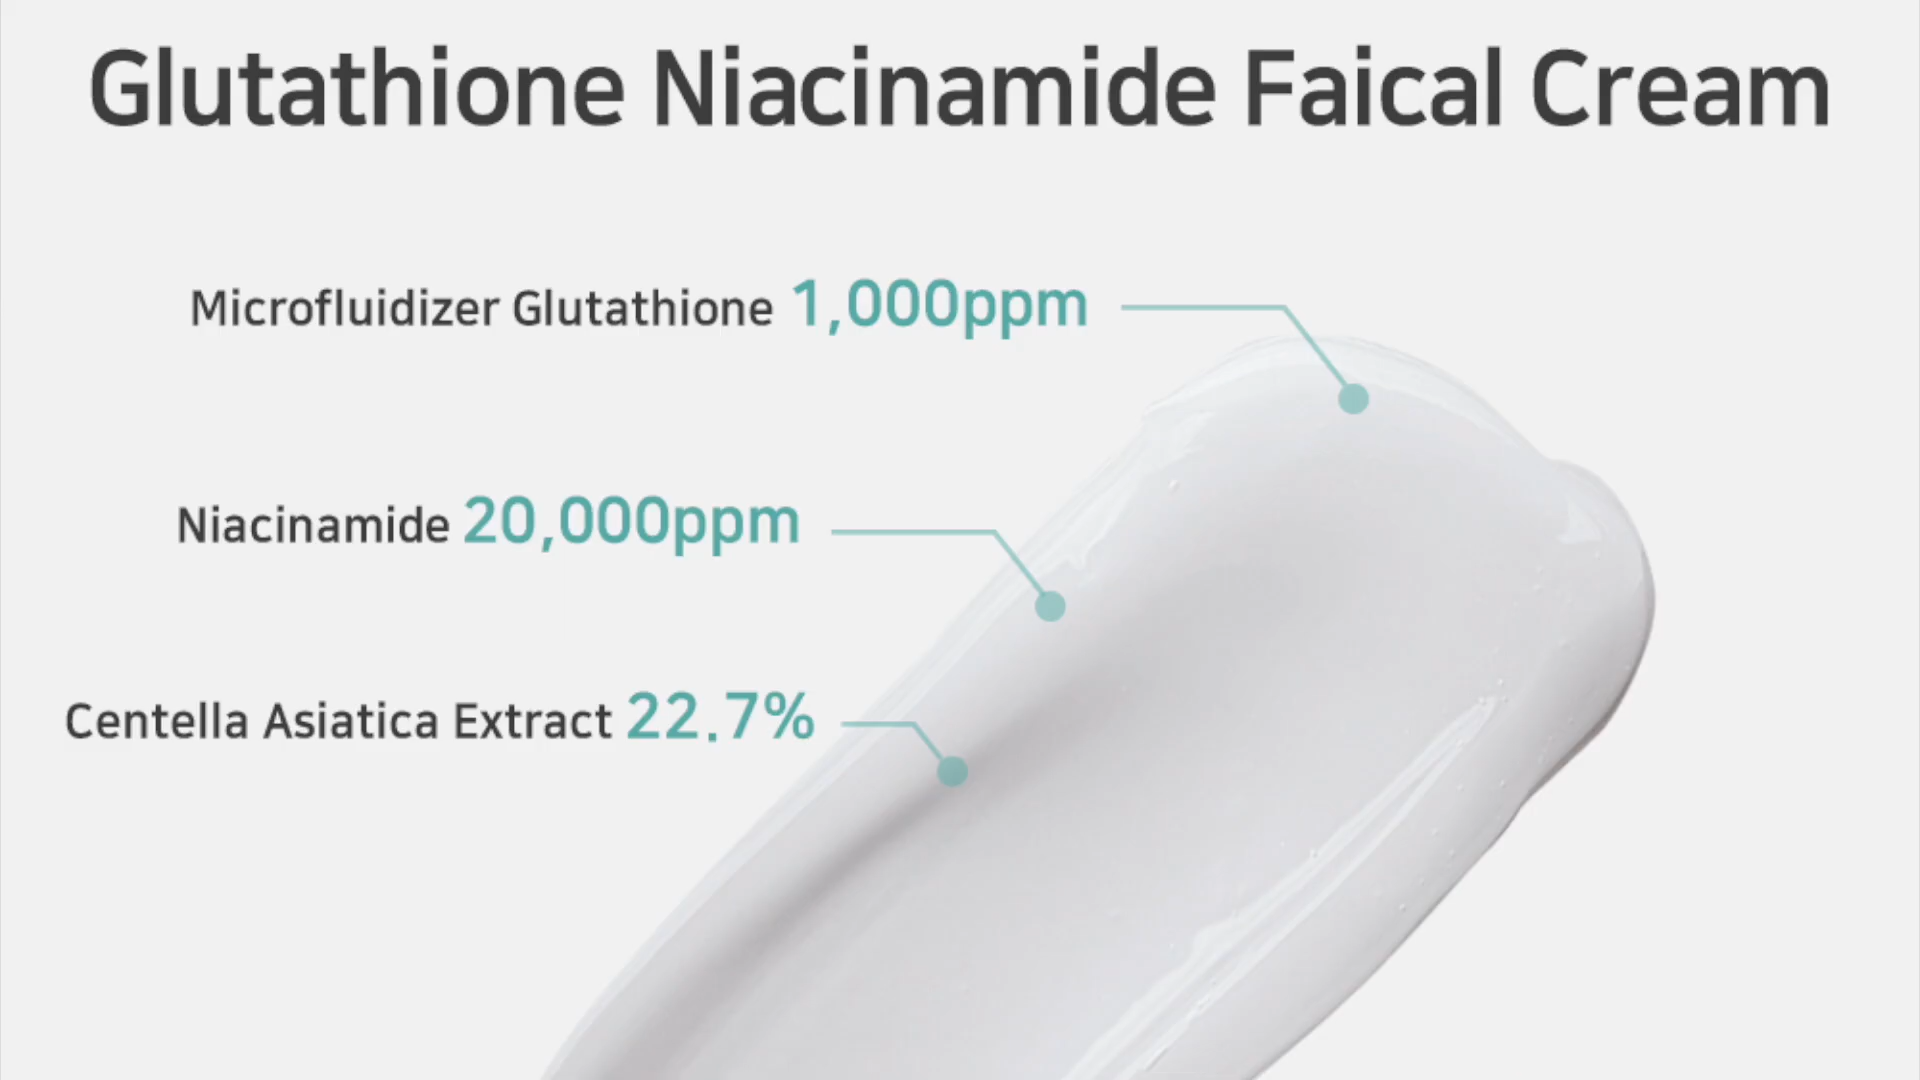 Glutathione Niacinamide Faical Cream
Microfluidizer Glutathione 1,000ppm
Niacinamide 20,000ppm
Centella Asiatica Extract 22.7%